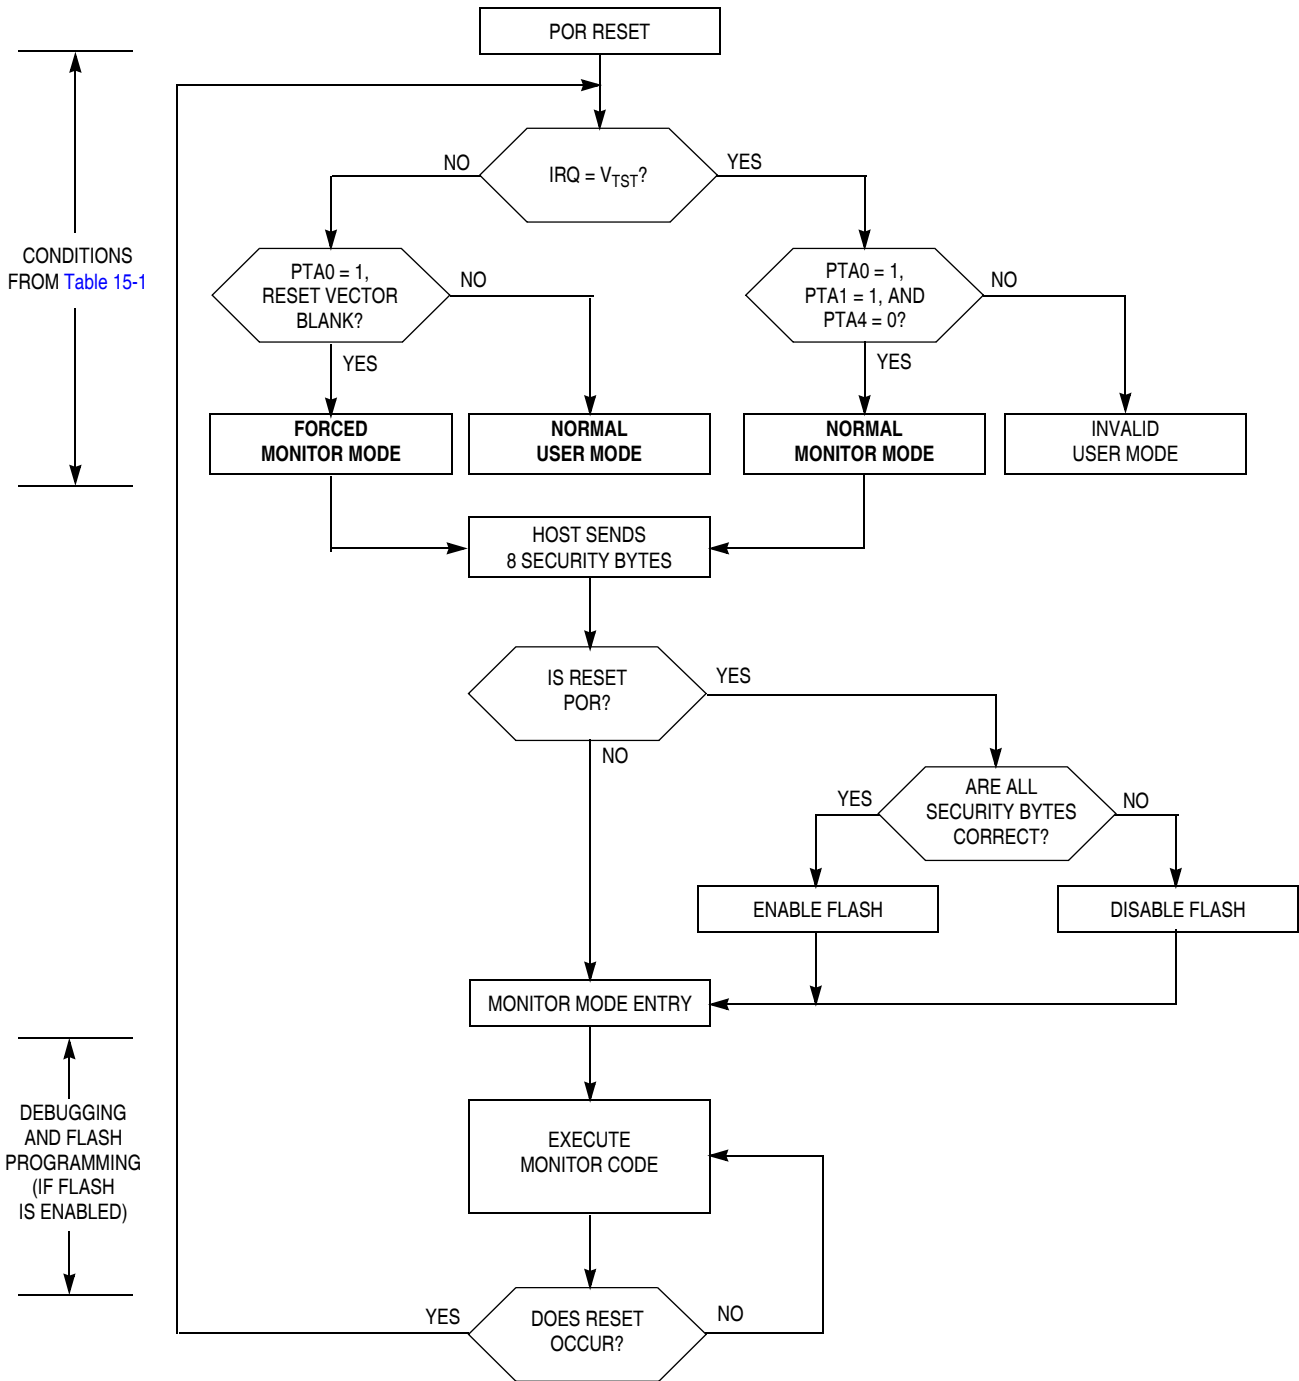 POR RESET
IRQ = VTST?
NO
YES
CONDITIONS
FROM Table 15-1
PTA0 = 1,
RESET VECTOR
BLANK?
NO
YES
PTA0 = 1,
PTA1 = 1, AND
PTA4 = 0?
NO
YES
FORCED
MONITOR MODE
NORMAL
USER MODE
NORMAL
MONITOR MODE
INVALID
USER MODE
HOST SENDS
8 SECURITY BYTES
IS RESET
POR?
YES
NO
ARE ALL
SECURITY BYTES
CORRECT?
YES
NO
ENABLE FLASH
DISABLE FLASH
MONITOR MODE ENTRY
DEBUGGING
AND FLASH
PROGRAMMING
(IF FLASH
IS ENABLED)
EXECUTE
MONITOR CODE
DOES RESET
OCCUR?
YES
NO